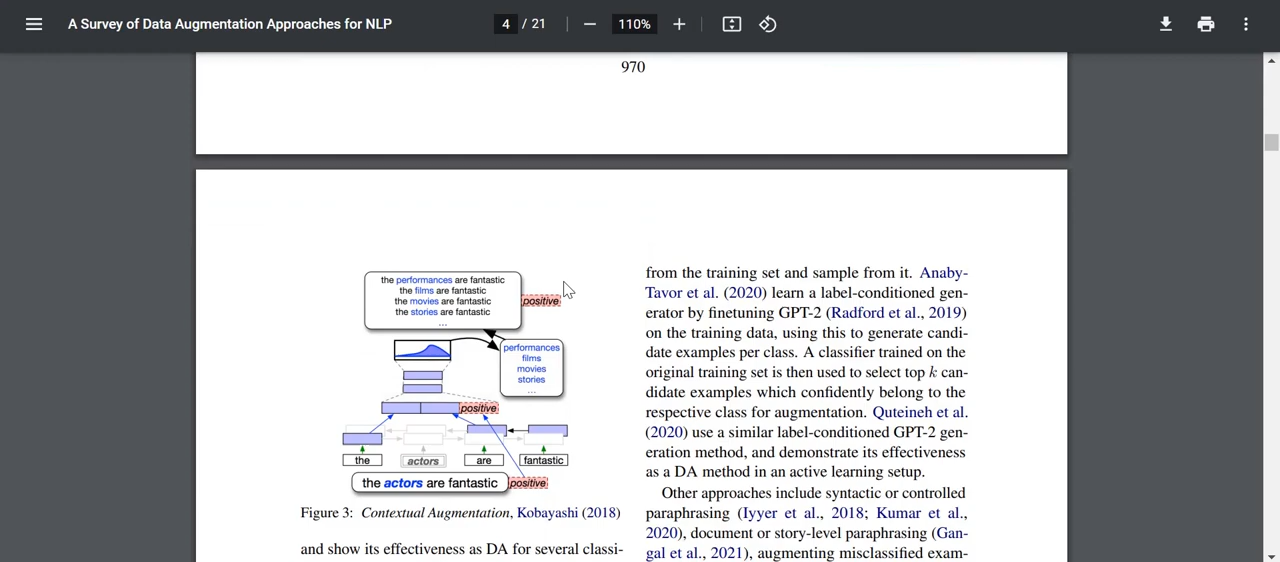 A Survey of Data Augmentation Approaches for NLP
4 / 21
110%
970
the performances are fantastic
the films are fantastic
the movies are fantastic
the stories are fantastic
...
positive
performances
films
movies
stories
...
positive
the actors are fantastic
the actors are fantastic
positive
Figure 3: Contextual Augmentation, Kobayashi (2018)
and show its effectiveness as DA for several classi-
from the training set and sample from it. Anaby-
Tavor et al. (2020) learn a label-conditioned gen-
erator by finetuning GPT-2 (Radford et al., 2019)
on the training data, using this to generate candi-
date examples per class. A classifier trained on the
original training set is then used to select top k can-
didate examples which confidently belong to the
respective class for augmentation. Quteineh et al.
(2020) use a similar label-conditioned GPT-2 gen-
eration method, and demonstrate its effectiveness
as a DA method in an active learning setup.
Other approaches include syntactic or controlled
paraphrasing (Iyyer et al., 2018; Kumar et al.,
2020), document or story-level paraphrasing (Gan-
gal et al., 2021), augmenting misclassified exam-